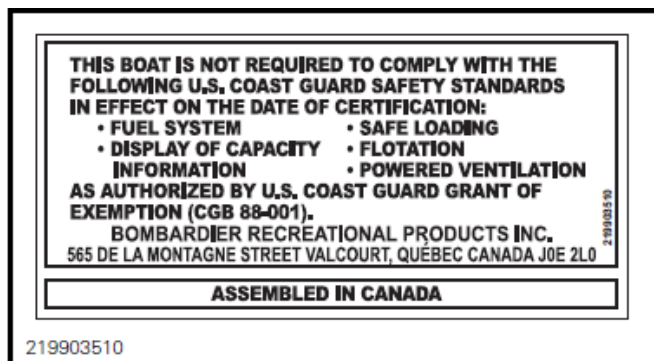 THIS BOAT IS NOT REQUIRED TO COMPLY WITH THE
FOLLOWING U.S. COAST GUARD SAFETY STANDARDS
IN EFFECT ON THE DATE OF CERTIFICATION:
• FUEL SYSTEM • SAFE LOADING
• DISPLAY OF CAPACITY • FLOTATION
INFORMATION • POWERED VENTILATION
AS AUTHORIZED BY U.S. COAST GUARD GRANT OF
EXEMPTION (CGB 88-001).
BOMBARDIER RECREATIONAL PRODUCTS INC.
565 DE LA MONTAGNE STREET VALCOURT, QUÉBEC CANADA J0E 2L0
219903510
ASSEMBLED IN CANADA
219903510